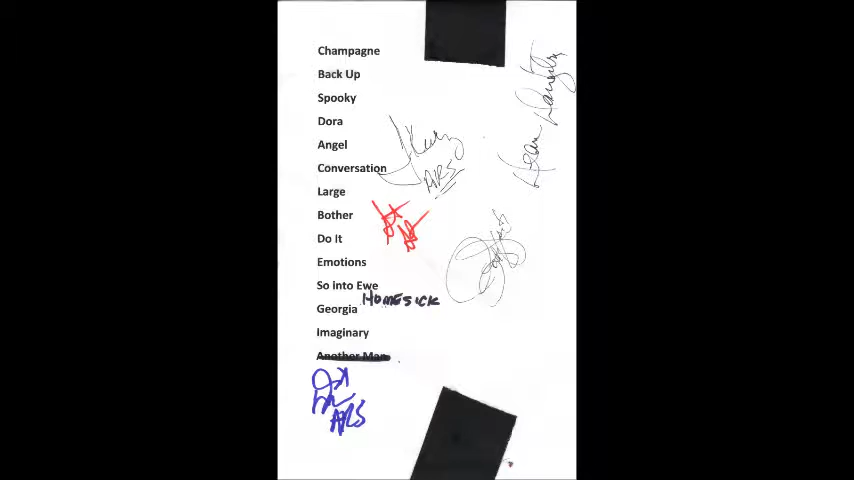 Champagne
Back Up
Spooky
Dora
Angel
Conversation
Large
ARS
Bother
Do It
Emotions
So into Ewe
HOMESICK
Georgia
Imaginary
Another Man
ARS